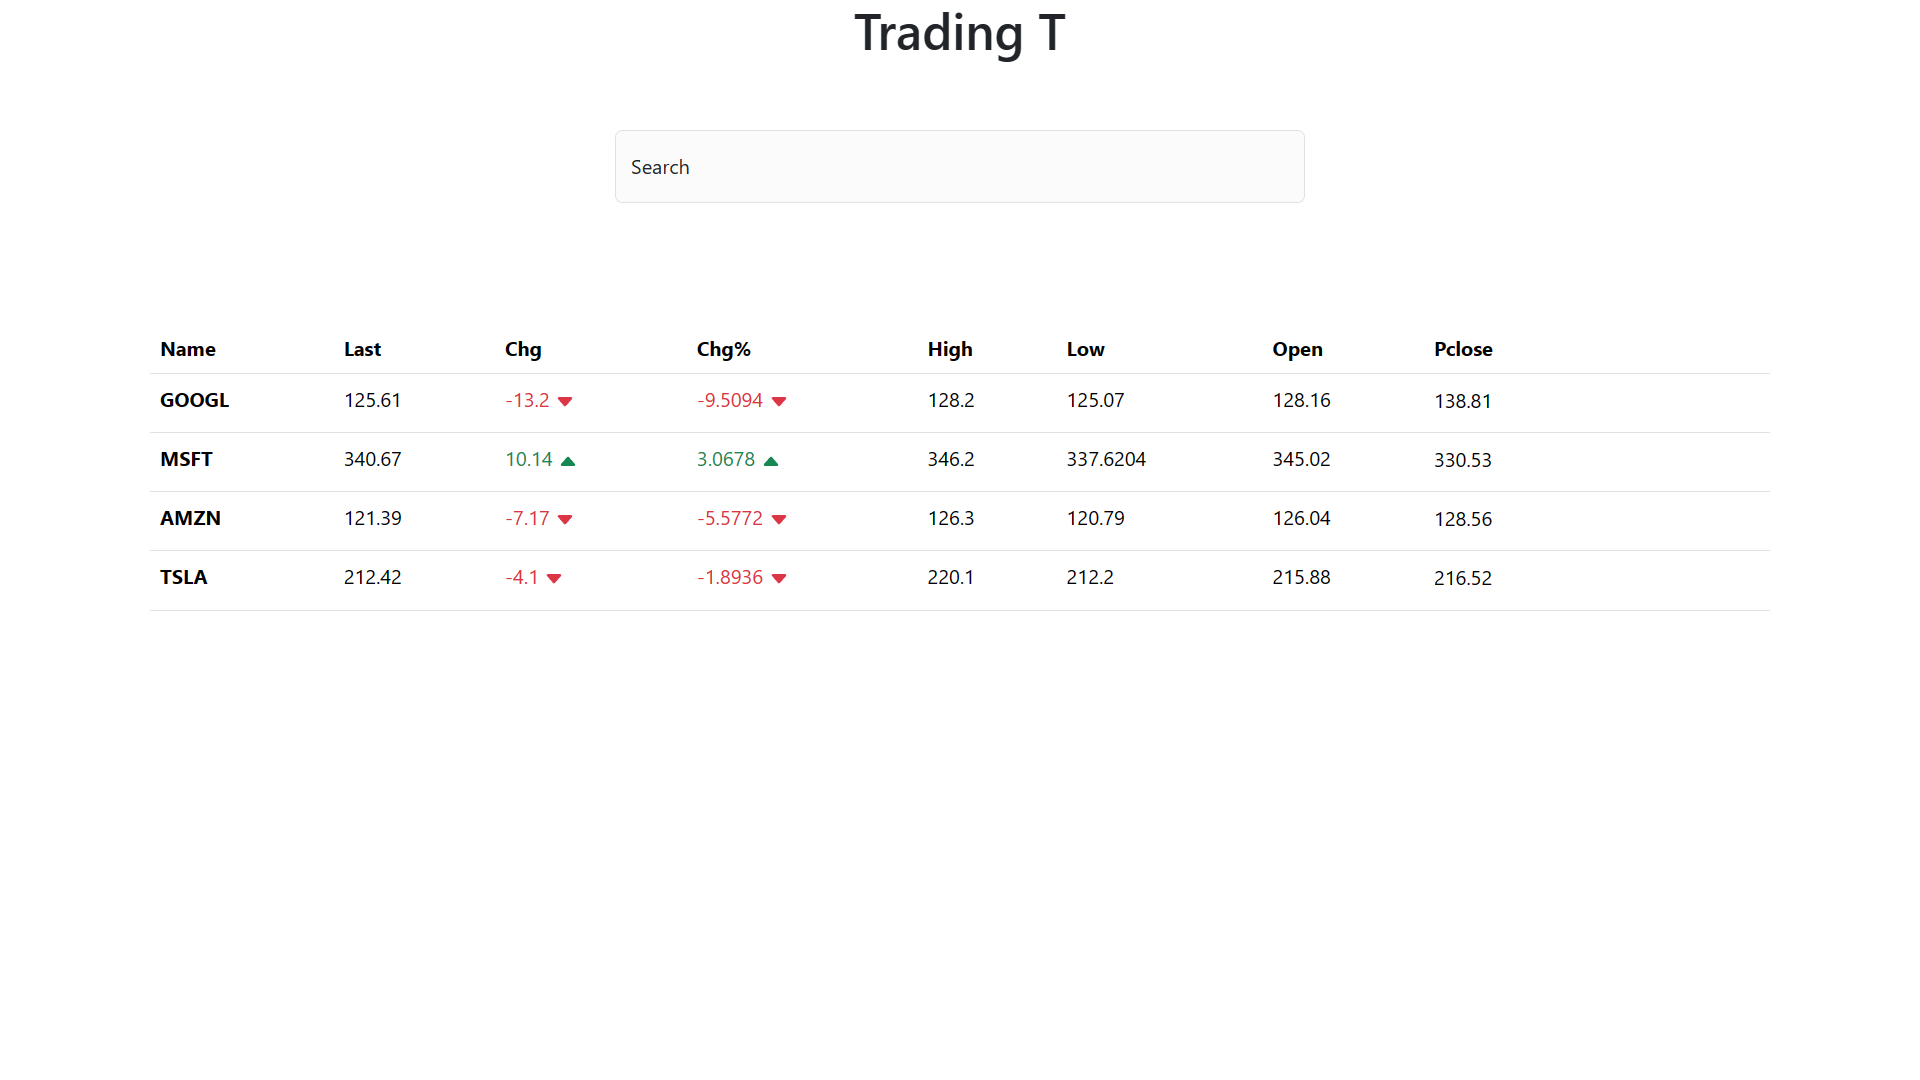 Trading T
Search
Name Last Chg Chg% High Low Open Pclose
GOOGL 125.61 -13.2 -9.5094 128.2 125.07 128.16 138.81
MSFT 340.67 10.14 3.0678 346.2 337.6204 345.02 330.53
AMZN 121.39 -7.17 -5.5772 126.3 120.79 126.04 128.56
TSLA 212.42 -4.1 -1.8936 220.1 212.2 215.88 216.52